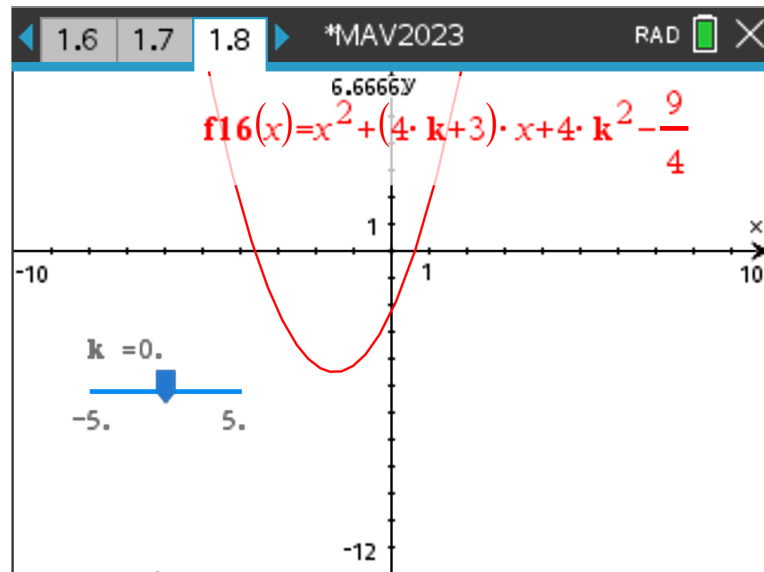 1.6 1.7 1.8 *MAV2023 RAD
6.6666 y
f16(x)=x²+(4·k+3)·x+4·k²−9/4
1
x
-10 1 10
k =0.
-5. 5.
-12